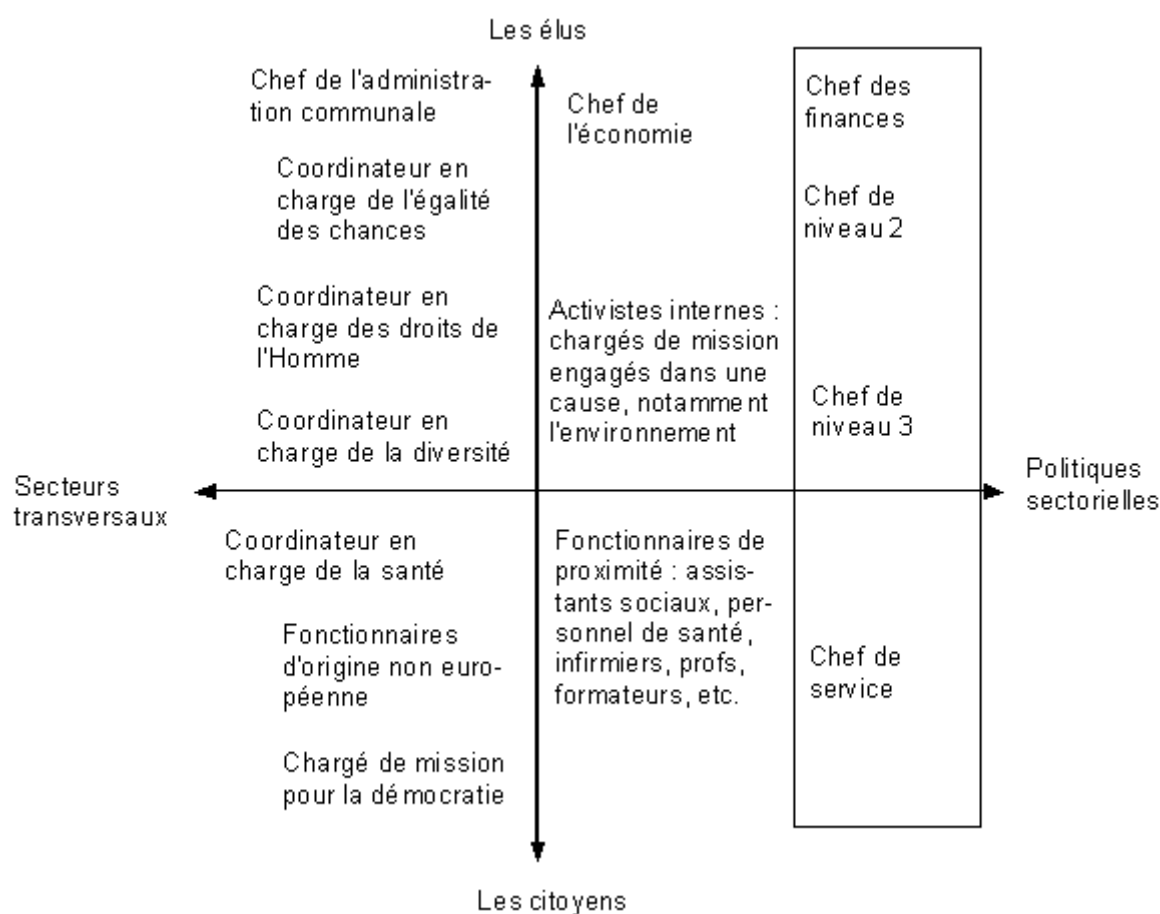 Les élus
Chef de l'administra-
tion communale
Chef de
l'économie
Chef des
finances
Coordinateur en
charge de l'égalité
des chances
Chef de
niveau 2
Coordinateur en
charge des droits de
l'Homme
Activistes internes :
chargés de mission
engagés dans une
cause, notamment
l'environnement
Coordinateur en
charge de la diversité
Chef de
niveau 3
Secteurs
transversaux
Politiques
sectorielles
Coordinateur en
charge de la santé
Fonctionnaires de
proximité : assis-
tants sociaux, per-
sonnel de santé,
infirmiers, profs,
formateurs, etc.
Fonctionnaires
d'origine non euro-
péenne
Chef de
service
Chargé de mission
pour la démocratie
Les citoyens